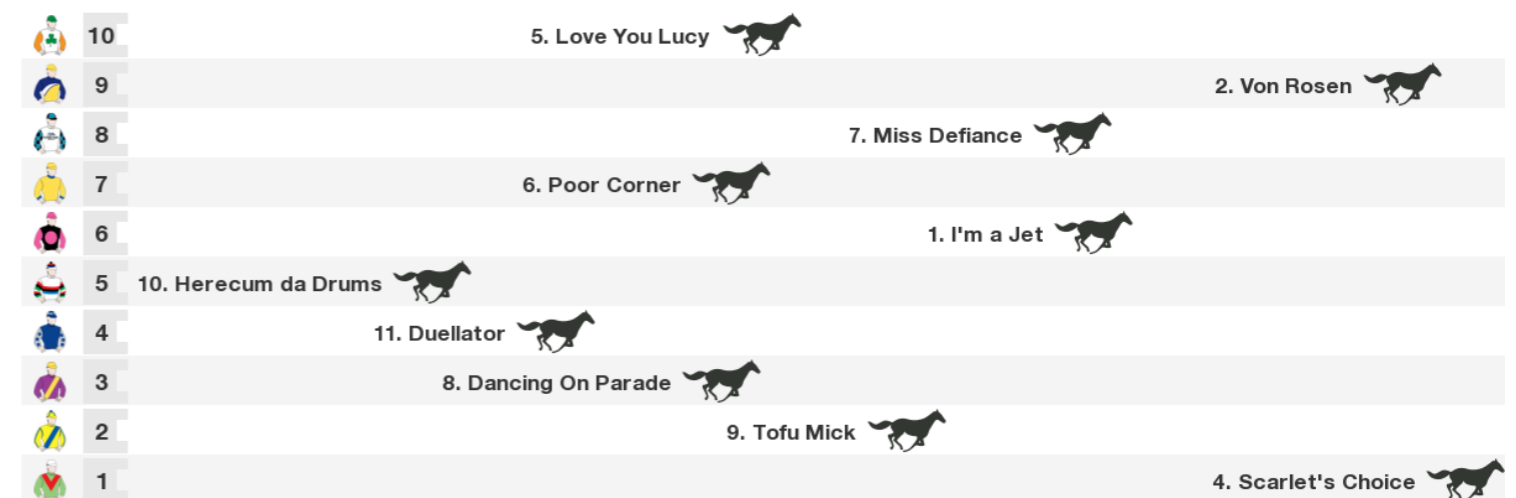 10 5. Love You Lucy
9 2. Von Rosen
8 7. Miss Defiance
7 6. Poor Corner
6 1. I'm a Jet
5 10. Herecum da Drums
4 11. Duellator
3 8. Dancing On Parade
2 9. Tofu Mick
1 4. Scarlet's Choice